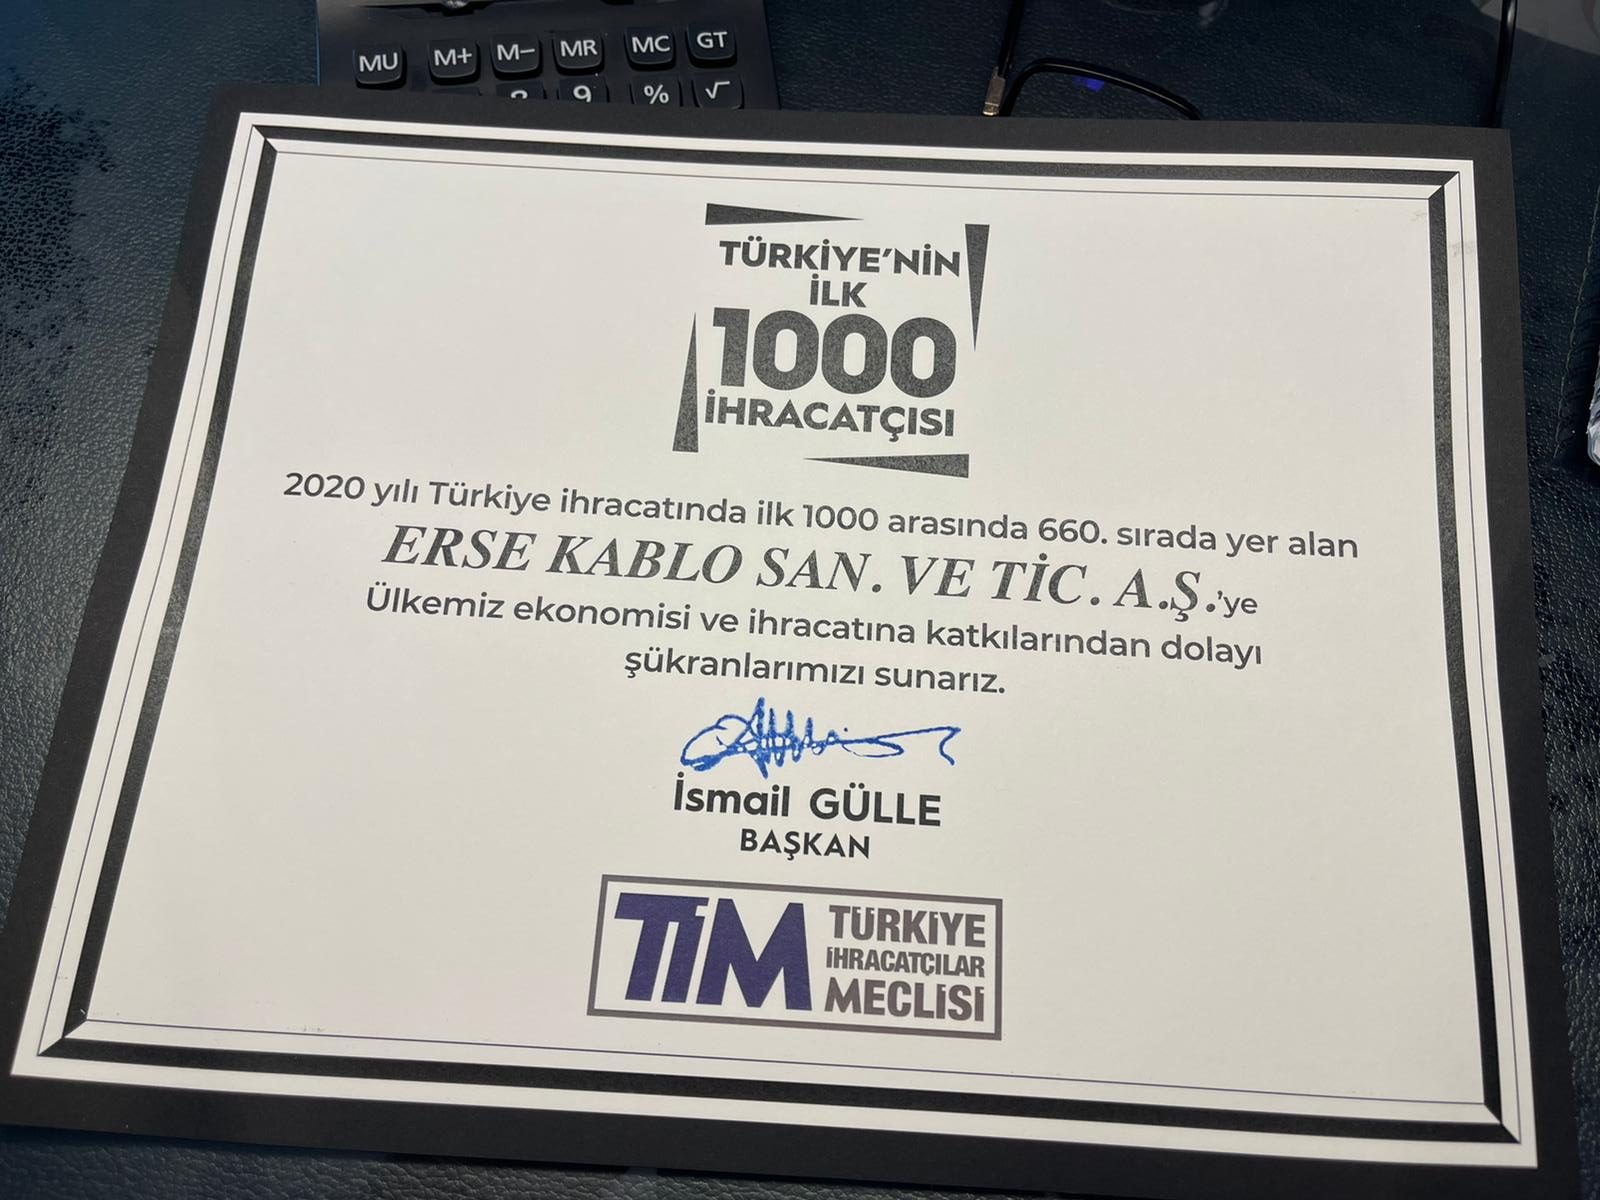 MU M+ M− MR MC GT
9 % √
TÜRKİYE'NİN
İLK
1000
İHRACATÇISI
2020 yılı Türkiye ihracatında ilk 1000 arasında 660. sırada yer alan
ERSE KABLO SAN. VE TİC. A.Ş.'ye
Ülkemiz ekonomisi ve ihracatına katkılarından dolayı
şükranlarımızı sunarız.
İsmail GÜLLE
BAŞKAN
TİM
TÜRKİYE
İHRACATÇILAR
MECLİSİ